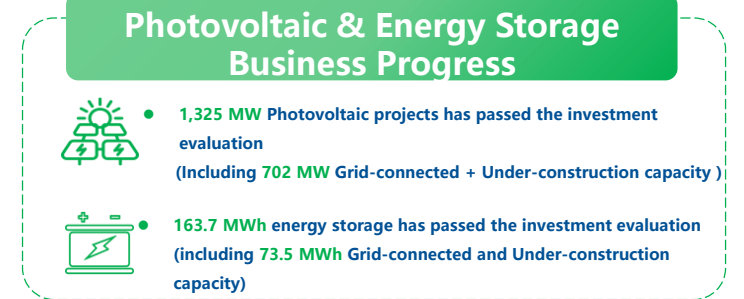 Photovoltaic & Energy Storage
Business Progress
1,325 MW Photovoltaic projects has passed the investment
evaluation
(Including 702 MW Grid-connected + Under-construction capacity )
163.7 MWh energy storage has passed the investment evaluation
(including 73.5 MWh Grid-connected and Under-construction
capacity)